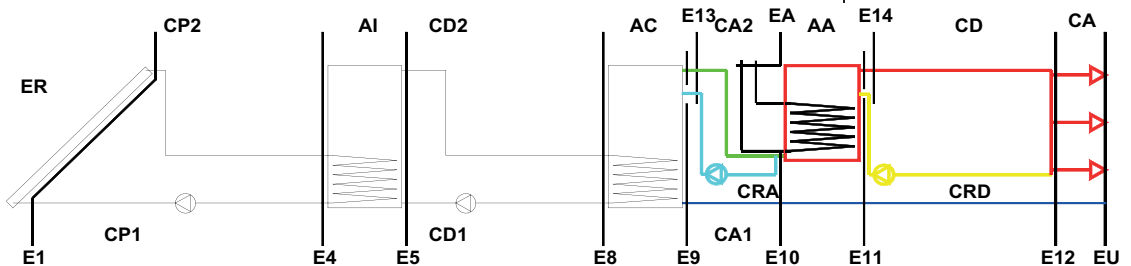 E13 EA E14
CP2 AI CD2 AC CA2 AA CD CA
ER
CRA CRD
CP1 CD1 CA1
E1 E4 E5 E8 E9 E10 E11 E12 EU